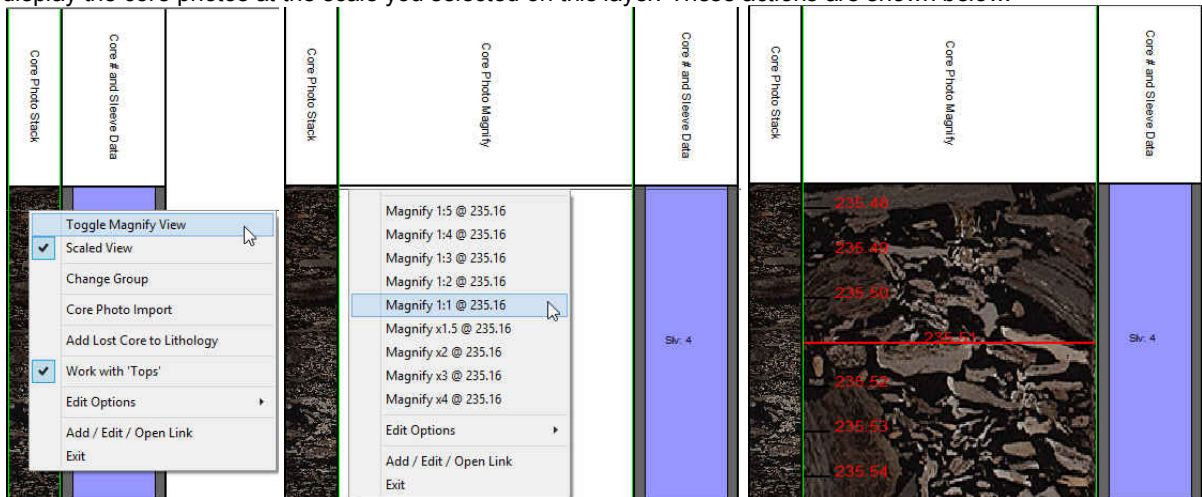 display the core photos at the scale you selected on this layer. These actions are shown below.
Core Photo Stack
Core # and Sleeve Data
Toggle Magnify View
Scaled View
Change Group
Core Photo Import
Add Lost Core to Lithology
Work with 'Tops'
Edit Options
Add / Edit / Open Link
Exit
Core Photo Stack
Core Photo Magnify
Core # and Sleeve Data
Magnify 1:5 @ 235.16
Magnify 1:4 @ 235.16
Magnify 1:3 @ 235.16
Magnify 1:2 @ 235.16
Magnify 1:1 @ 235.16
Magnify x1.5 @ 235.16
Magnify x2 @ 235.16
Magnify x3 @ 235.16
Magnify x4 @ 235.16
Edit Options
Add / Edit / Open Link
Exit
Slv: 4
Core Photo Stack
Core Photo Magnify
Core # and Sleeve Data
235.48
235.49
235.50
235.51
235.52
235.53
235.54
Slv: 4